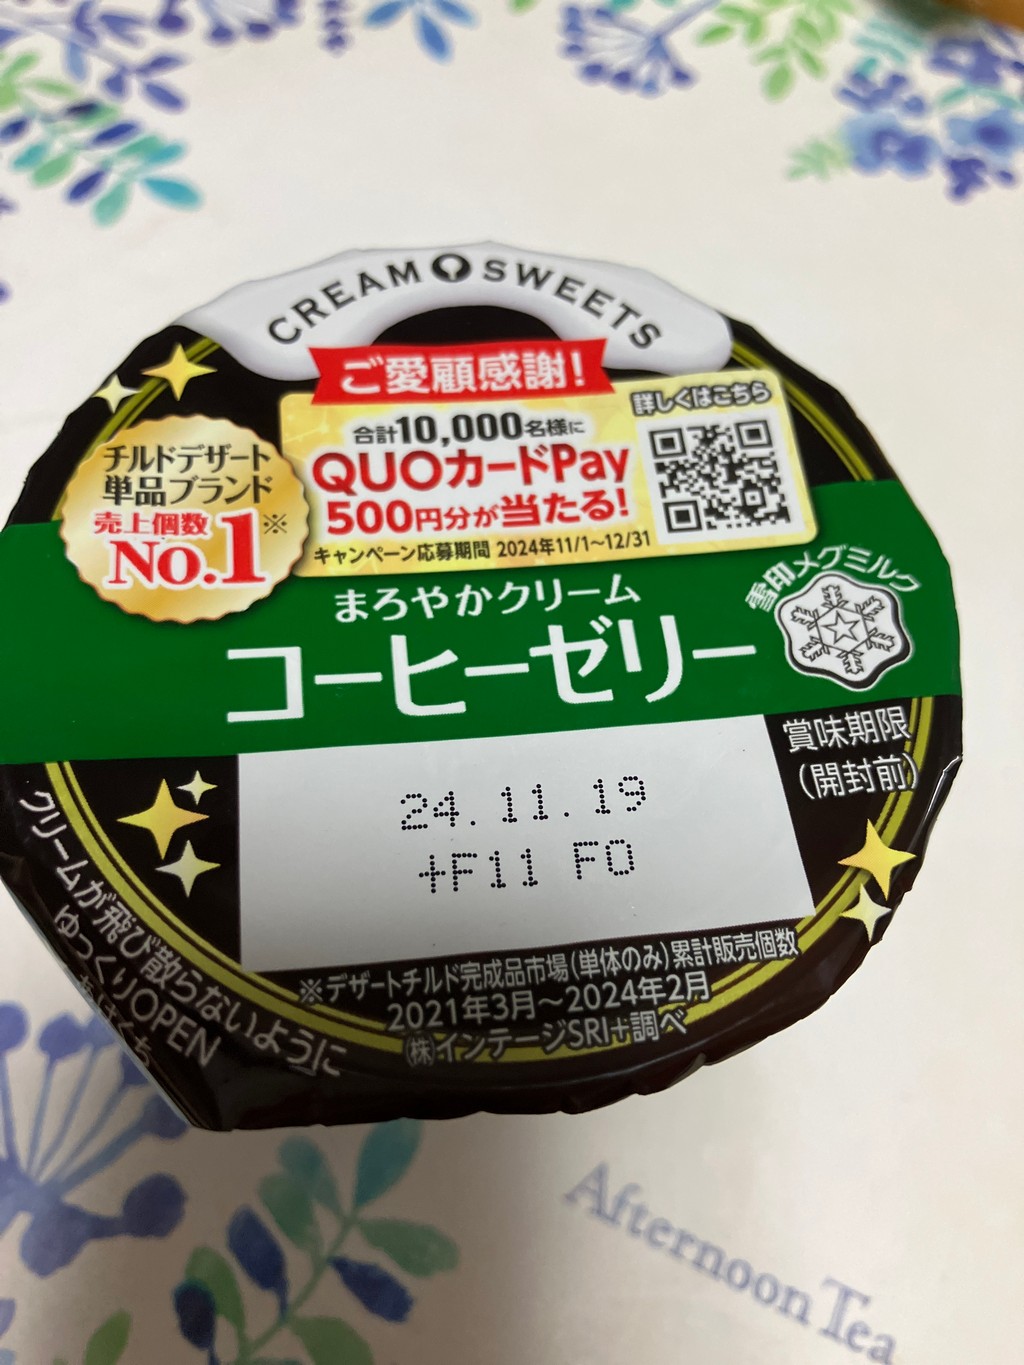 CREAM SWEETS
ご愛顧感謝!
詳しくはこちら
合計10,000名様に
QUOカードPay
500円分が当たる!
キャンペーン応募期間 2024年11/1～12/31
チルドデザート
単品ブランド
売上個数※
No.1
雪印メグミルク
まろやかクリーム
コーヒーゼリー
賞味期限
(開封前)
24.11.19
+F11 F0
※デザートチルド完成品市場(単体のみ)累計販売個数
2021年3月～2024年2月
㈱インテージSRI+調べ
クリームが飛び散らないように
ゆっくりOPEN
あけくち
Afternoon Tea